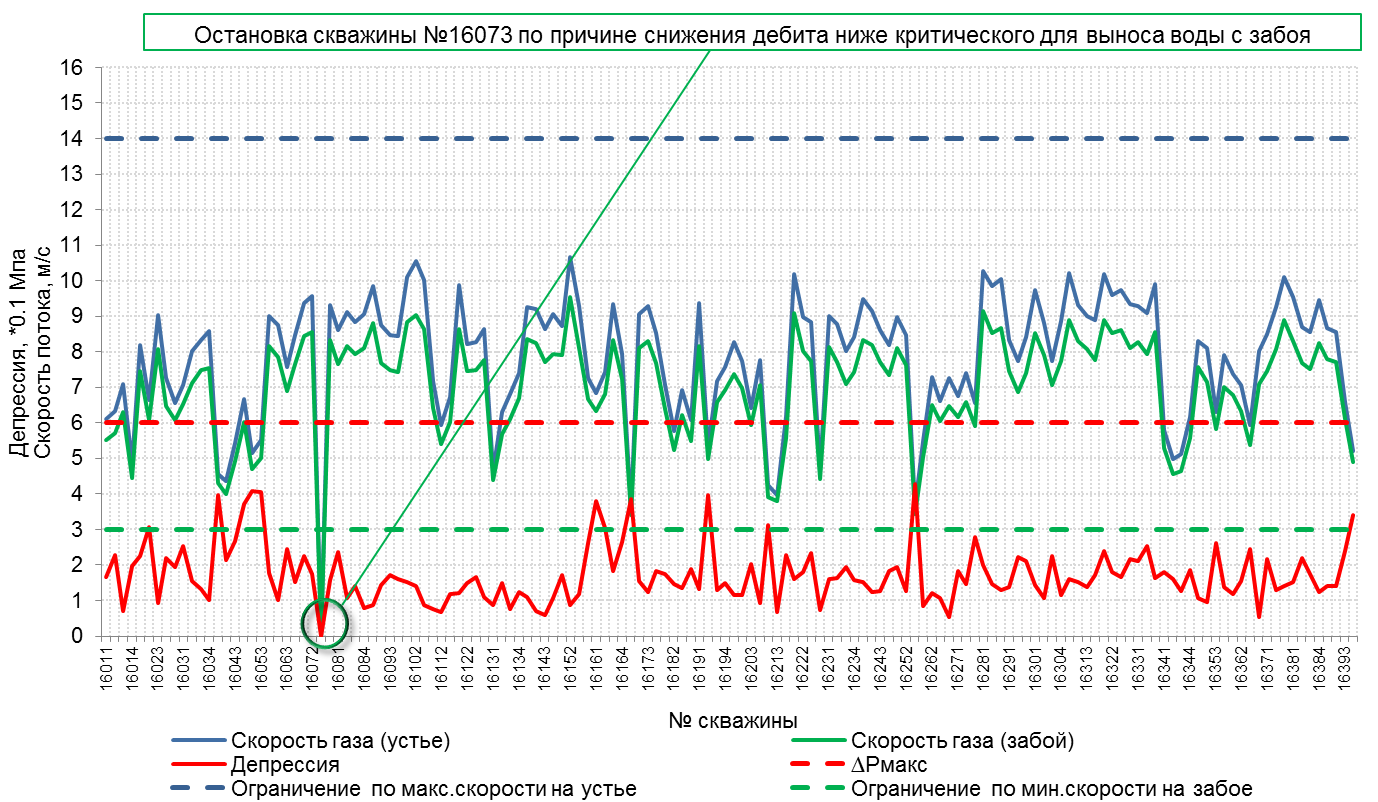 Остановка скважины №16073 по причине снижения дебита ниже критического для выноса воды с забоя
16
15
14
13
12
11
10
9
8
7
6
5
4
3
2
1
0
Депрессия, *0.1 Мпа
Скорость потока, м/с
16011 16014 16023 16031 16034 16043 16053 16063 16072 16081 16084 16093 16102 16112 16122 16131 16134 16143 16152 16161 16164 16173 16182 16191 16194 16203 16213 16222 16231 16234 16243 16252 16262 16271 16281 16291 16301 16304 16313 16331 16341 16344 16353 16362 16371 16381 16384 16393
№ скважины
Скорость газа (устье) Скорость газа (забой)
Депрессия ΔРмакс
Ограничение по макс.скорости на устье Ограничение по мин.скорости на забое